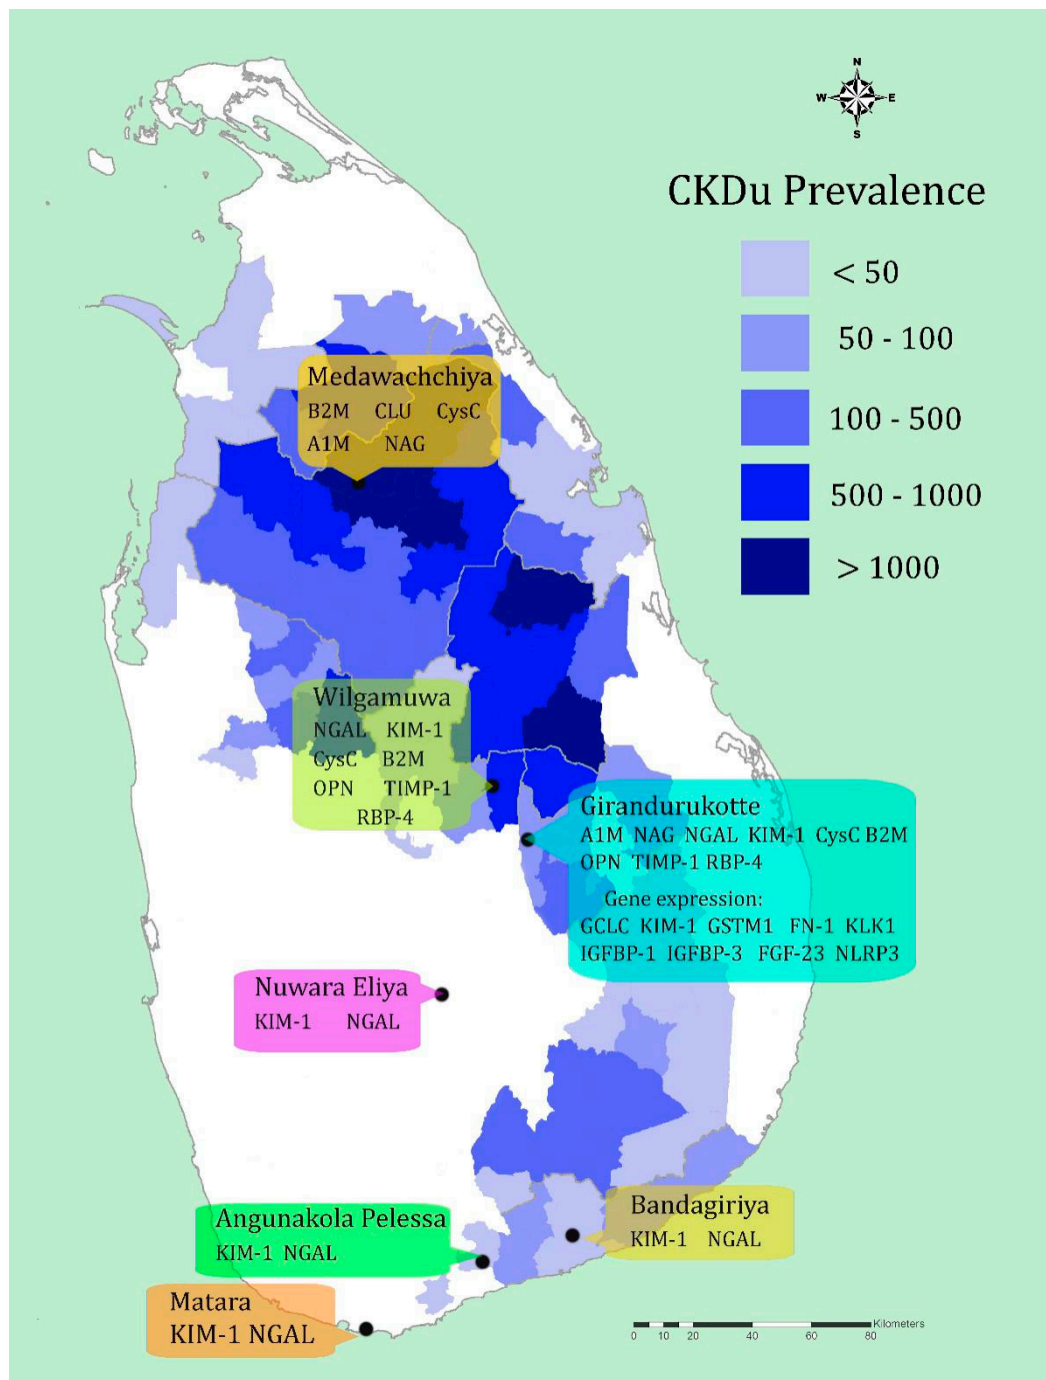 N
W E
S
CKDu Prevalence
< 50
50 - 100
100 - 500
500 - 1000
> 1000
Medawachchiya
B2M CLU CysC
A1M NAG
Wilgamuwa
NGAL KIM-1
CysC B2M
OPN TIMP-1
RBP-4
Girandurukotte
A1M NAG NGAL KIM-1 CysC B2M
OPN TIMP-1 RBP-4
Gene expression:
GCLC KIM-1 GSTM1 FN-1 KLK1
IGFBP-1 IGFBP-3 FGF-23 NLRP3
Nuwara Eliya
KIM-1 NGAL
Bandagiriya
KIM-1 NGAL
Angunakola Pelessa
KIM-1 NGAL
Matara
KIM-1 NGAL
Kilometers
0 10 20 40 60 80